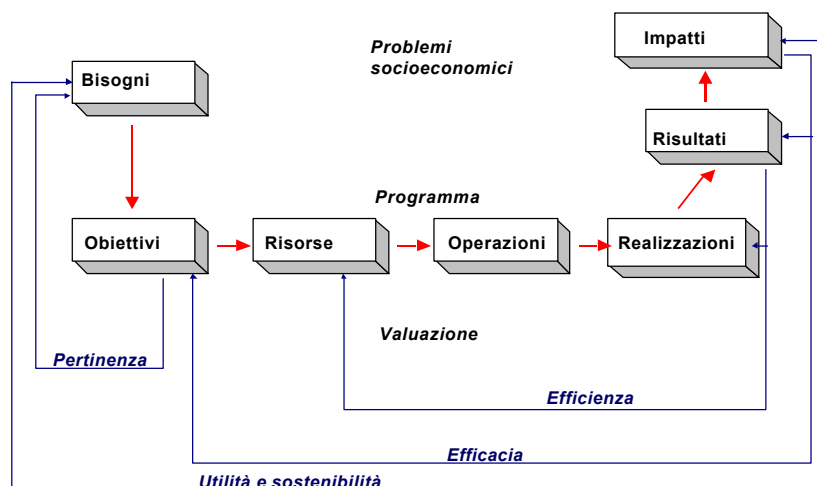 Problemi
socioeconomici
Impatti
Bisogni
Risultati
Programma
Obiettivi
Risorse
Operazioni
Realizzazioni
Valuazione
Pertinenza
Efficienza
Efficacia
Utilità e sostenibilità